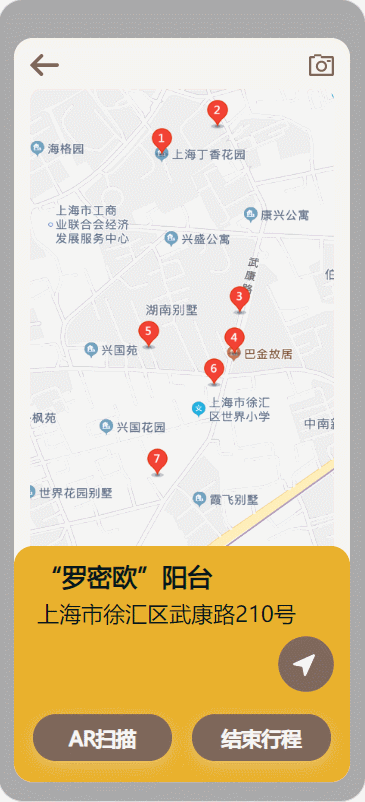 2
1
海格园
上海丁香花园
上海市工商
业联合会经济
发展服务中心
康兴公寓
兴盛公寓
武康路
伯
3
湖南别墅
5
4
兴国苑
巴金故居
6
上海市徐汇
区世界小学
枫苑
兴国花园
中南新
7
世界花园别墅
霞飞别墅
“罗密欧”阳台
上海市徐汇区武康路210号
AR扫描
结束行程